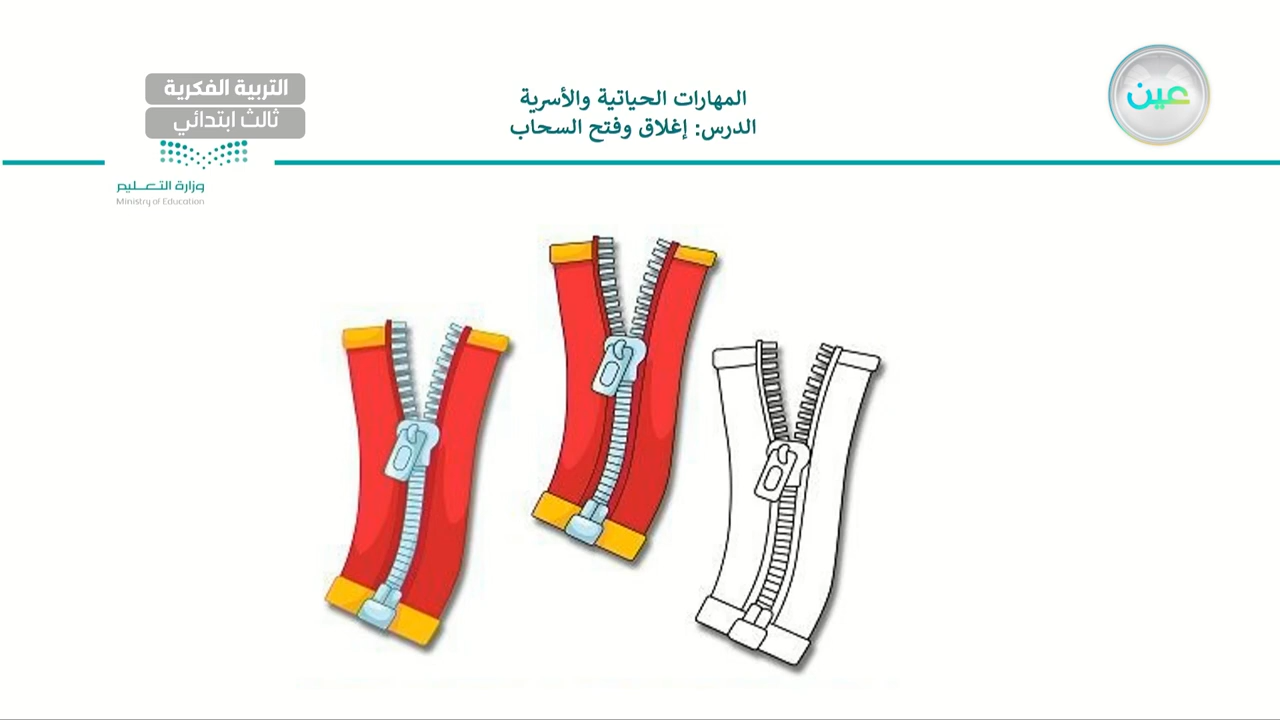 عين
المهارات الحياتية والأسرية
الدرس: إغلاق وفتح السحاب
التربية الفكرية
ثالث ابتدائي
وزارة التعليم
Ministry of Education